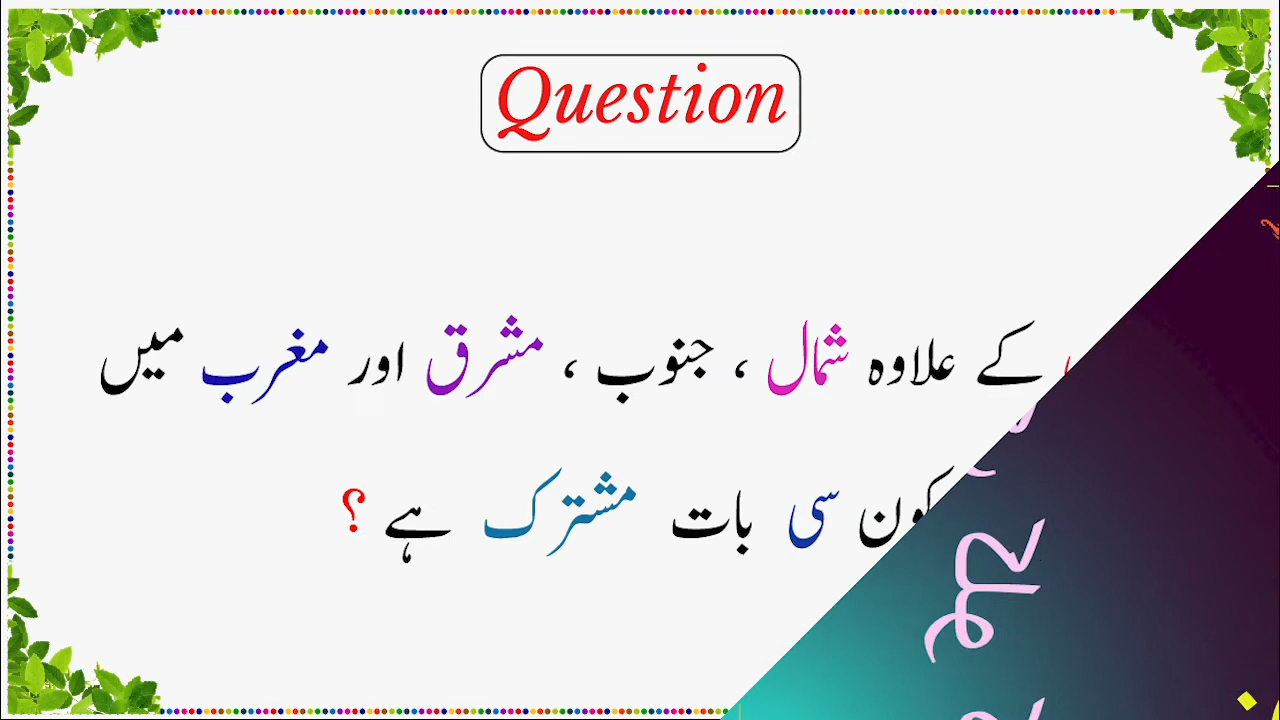 Question
کے علاوہ شمال ، جنوب ، مشرق اور مغرب میں
کون سی بات مشترک ہے ؟